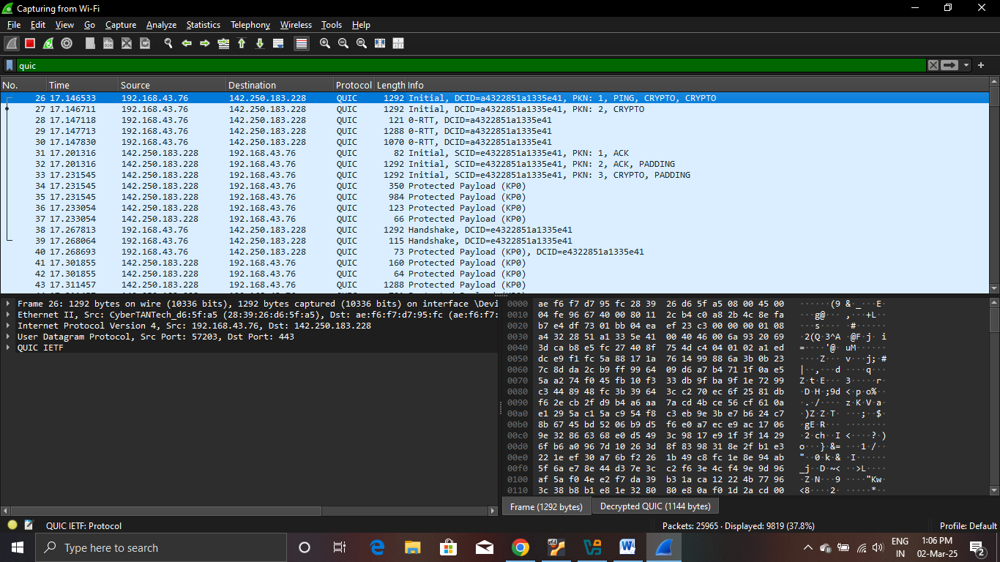 Capturing from Wi-Fi
File Edit View Go Capture Analyze Statistics Telephony Wireless Tools Help
quic
No. Time Source Destination Protocol Length Info
26 17.146533 192.168.43.76 142.250.183.228 QUIC 1292 Initial, DCID=a4322851a1335e41, PKN: 1, PING, CRYPTO, CRYPTO
27 17.146711 192.168.43.76 142.250.183.228 QUIC 1292 Initial, DCID=a4322851a1335e41, PKN: 2, CRYPTO
28 17.147118 192.168.43.76 142.250.183.228 QUIC 121 0-RTT, DCID=a4322851a1335e41
29 17.147713 192.168.43.76 142.250.183.228 QUIC 1288 0-RTT, DCID=a4322851a1335e41
30 17.147830 192.168.43.76 142.250.183.228 QUIC 1070 0-RTT, DCID=a4322851a1335e41
31 17.201316 142.250.183.228 192.168.43.76 QUIC 82 Initial, SCID=e4322851a1335e41, PKN: 1, ACK
32 17.201316 142.250.183.228 192.168.43.76 QUIC 1292 Initial, SCID=e4322851a1335e41, PKN: 2, ACK, PADDING
33 17.231545 142.250.183.228 192.168.43.76 QUIC 1292 Initial, SCID=e4322851a1335e41, PKN: 3, CRYPTO, PADDING
34 17.231545 142.250.183.228 192.168.43.76 QUIC 350 Protected Payload (KP0)
35 17.231545 142.250.183.228 192.168.43.76 QUIC 984 Protected Payload (KP0)
36 17.233054 142.250.183.228 192.168.43.76 QUIC 123 Protected Payload (KP0)
37 17.233054 142.250.183.228 192.168.43.76 QUIC 66 Protected Payload (KP0)
38 17.267813 192.168.43.76 142.250.183.228 QUIC 1292 Handshake, DCID=e4322851a1335e41
39 17.268064 192.168.43.76 142.250.183.228 QUIC 115 Handshake, DCID=e4322851a1335e41
40 17.268693 192.168.43.76 142.250.183.228 QUIC 73 Protected Payload (KP0), DCID=e4322851a1335e41
41 17.301855 142.250.183.228 192.168.43.76 QUIC 160 Protected Payload (KP0)
42 17.301855 142.250.183.228 192.168.43.76 QUIC 64 Protected Payload (KP0)
43 17.311457 142.250.183.228 192.168.43.76 QUIC 1288 Protected Payload (KP0)
Frame 26: 1292 bytes on wire (10336 bits), 1292 bytes captured (10336 bits) on interface \Devi
Ethernet II, Src: CyberTANTech_d6:5f:a5 (28:39:26:d6:5f:a5), Dst: ae:f6:f7:d7:95:fc (ae:f6:f7:
Internet Protocol Version 4, Src: 192.168.43.76, Dst: 142.250.183.228
User Datagram Protocol, Src Port: 57203, Dst Port: 443
QUIC IETF
0000 ae f6 f7 d7 95 fc 28 39 26 d6 5f a5 08 00 45 00 ······(9 &·_···E·
0010 04 fe 96 67 40 00 80 11 2c b4 c0 a8 2b 4c 8e fa ···g@··· ,···+L··
0020 b7 e4 df 73 01 bb 04 ea ef 23 c3 00 00 00 01 08 ···s···· ·#······
0030 a4 32 28 51 a1 33 5e 41 00 40 46 00 6a 93 20 69 ·2(Q·3^A ·@F·j· i
0040 3d ca b8 e5 fc 27 40 8f 75 4d c4 04 01 02 a1 ed =····'@· uM······
0050 dc e9 f1 fc 5a 88 17 1a 76 14 99 88 6a 3b 0b 23 ····Z··· v···j;·#
0060 7c 8d da 2c b9 ff 99 64 09 d6 a7 b4 71 1f 0a e5 |··,···d ····q···
0070 5a a2 74 f0 45 fb 10 f3 33 db 9f ba 9f 1e 72 99 Z·t·E··· 3·····r·
0080 c3 44 89 48 fc 3b 39 64 3c c2 70 ec 6f 25 81 db ·D·H·;9d <·p·o%··
0090 f6 2e cb 2f d9 b4 a6 aa 7a cd 4b ce 56 cf 61 0a ·.·/···· z·K·V·a·
00a0 e1 29 5a c1 5a c9 54 f8 c3 eb 9e 3b e7 b6 24 c7 ·)Z·Z·T· ···;··$·
00b0 8b 67 45 bd 52 06 b9 d5 f6 e0 a7 ec e9 ac 17 06 ·gE·R··· ········
00c0 9e 32 86 63 68 e0 d5 49 3c 98 17 e9 1f 3f 14 29 ·2·ch··I <····?·)
00d0 6f b6 a0 96 7d 10 26 3d 8f 83 98 31 8e 2f b1 e3 o···}·&= ···1·/··
00e0 22 1e ef 30 a7 6b f2 26 1b 49 c8 fc 1e 8e 94 ab "··0·k·& ·I······
00f0 5f 6a e7 8e 44 d3 7e 3c c2 f6 3e 4c f4 9e 9d 96 _j··D·~< ··>L····
0100 af 5a f0 4e e2 f7 da 39 b3 1a ca 12 22 4b 77 96 ·Z·N···9 ····"Kw·
0110 3c 38 b8 b1 e8 1e 32 80 80 e8 0a f0 1d 2a cd 00 <8····2· ·····*··
Frame (1292 bytes) Decrypted QUIC (1144 bytes)
QUIC IETF: Protocol Packets: 25965 · Displayed: 9819 (37.8%) Profile: Default
Type here to search
ENG
IN
1:06 PM
02-Mar-25
2